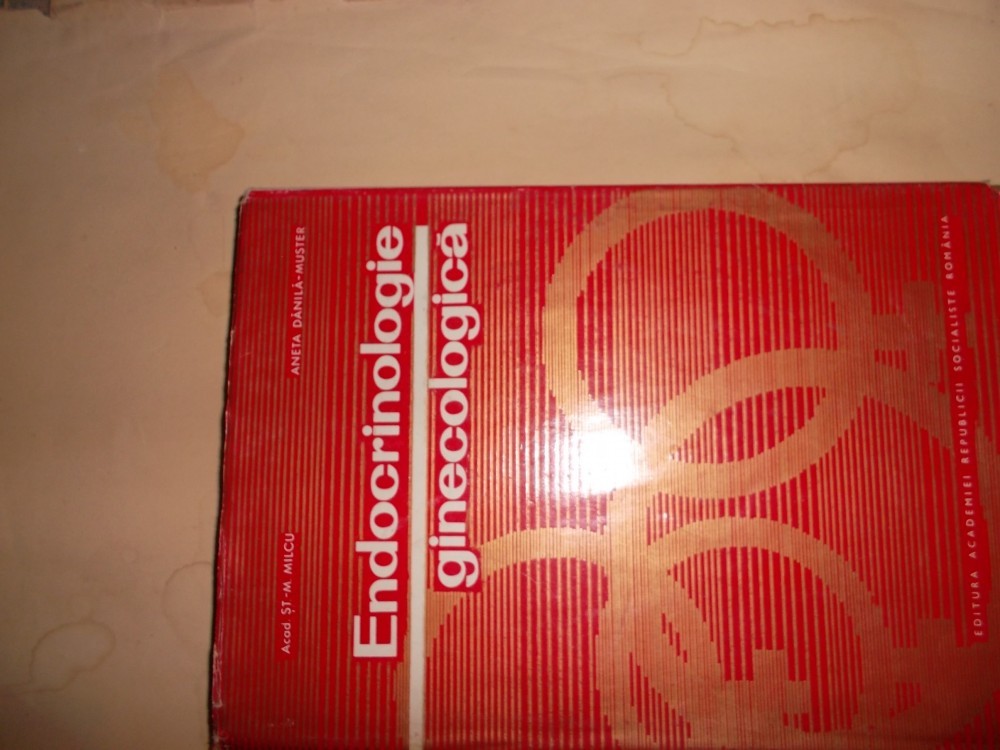 Acad. ȘT-M. MILCU
ANETA DĂNILĂ-MUSTER
Endocrinologie
ginecologică
EDITURA ACADEMIEI REPUBLICII SOCIALISTE ROMÂNIA